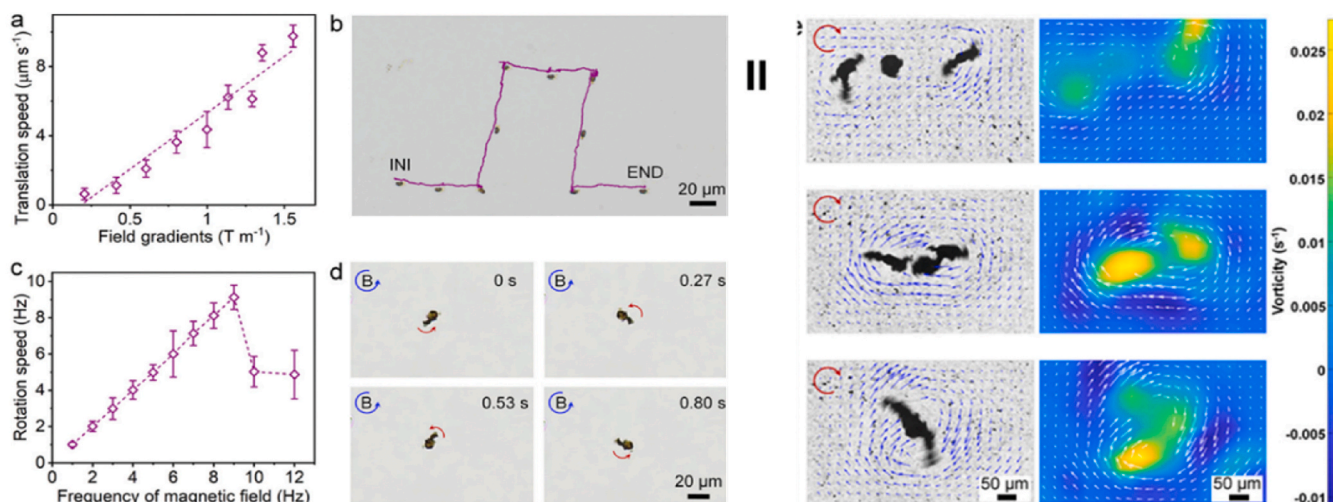 a
Translation speed (µm s⁻¹)
8
4
0
0
0.5
1
1.5
Field gradients (T m⁻¹)
b
INI
END
20 µm
c
Rotation speed (Hz)
10
8
6
4
2
0
2
4
6
8
10
12
Frequency of magnetic field (Hz)
d
B
0 s
B
0.27 s
B
0.53 s
B
0.80 s
20 µm
II
50 µm
50 µm
0.025
0.02
0.015
0.01
0.005
0
-0.005
-0.01
Vorticity (s⁻¹)